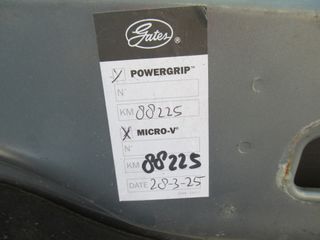 Gates®
POWERGRIP™
N°
KM 88225
X MICRO-V®
N°
KM 88225
DATE 28-3-25